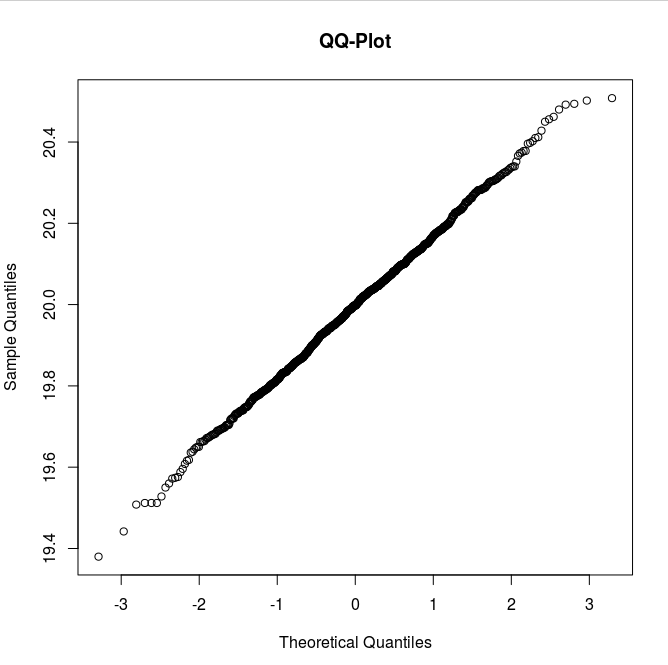 QQ-Plot
20.4
20.2
20.0
19.8
19.6
19.4
Sample Quantiles
-3 -2 -1 0 1 2 3
Theoretical Quantiles